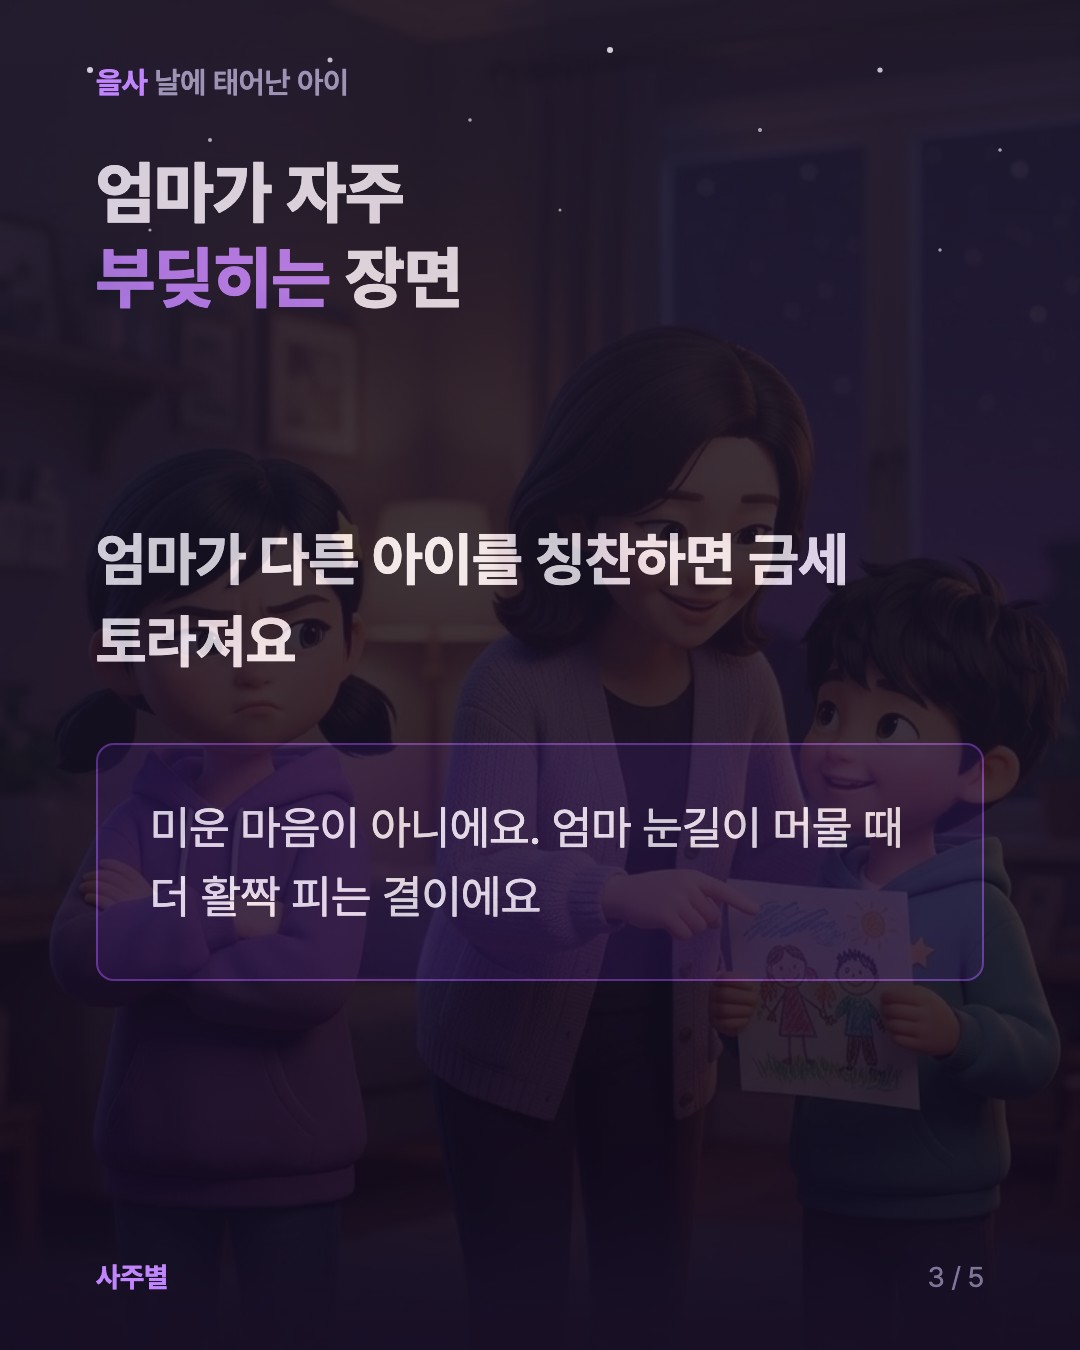 을사 날에 태어난 아이
엄마가 자주
부딪히는 장면
엄마가 다른 아이를 칭찬하면 금세
토라져요
미운 마음이 아니에요. 엄마 눈길이 머물 때
더 활짝 피는 결이에요
사주별
3 / 5